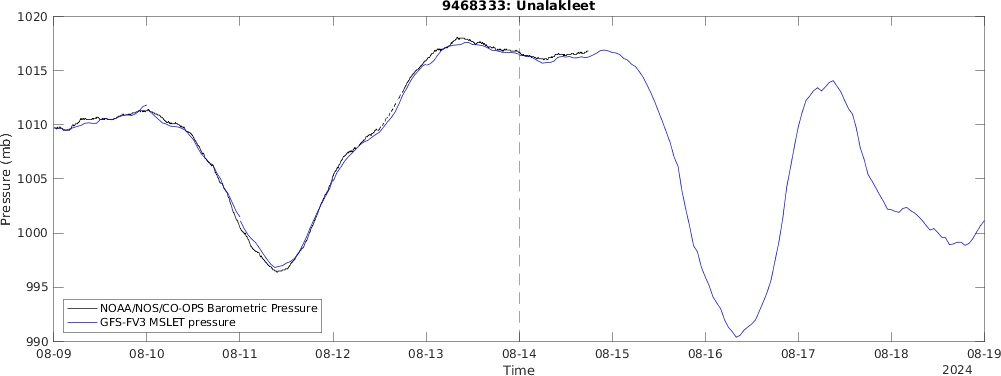 9468333: Unalakleet
1020
1015
1010
1005
1000
995
990
Pressure (mb)
NOAA/NOS/CO-OPS Barometric Pressure
GFS-FV3 MSLET pressure
08-09 08-10 08-11 08-12 08-13 08-14 08-15 08-16 08-17 08-18 08-19
Time
2024